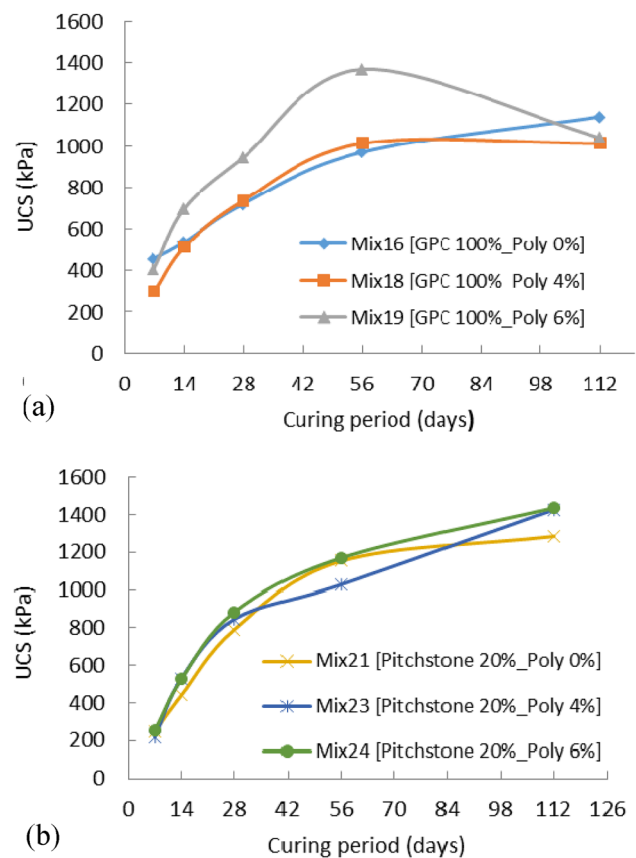 1600
1400
1200
1000
800
600
400
200
0
UCS (kPa)
Mix16 [GPC 100%_Poly 0%]
Mix18 [GPC 100% Poly 4%]
Mix19 [GPC 100%_Poly 6%]
0 14 28 42 56 70 84 98 112
(a)
Curing period (days)
1600
1400
1200
1000
800
600
400
200
0
UCS (kPa)
Mix21 [Pitchstone 20%_Poly 0%]
Mix23 [Pitchstone 20%_Poly 4%]
Mix24 [Pitchstone 20%_Poly 6%]
0 14 28 42 56 70 84 98 112 126
(b)
Curing period (days)